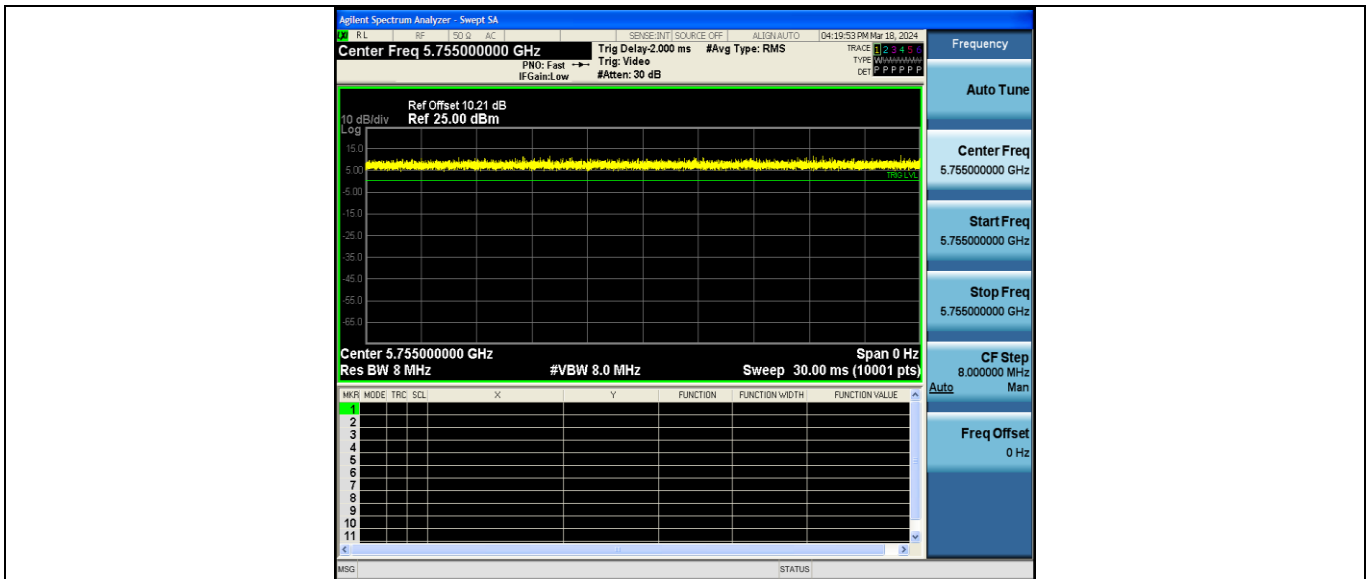 Agilent Spectrum Analyzer - Swept SA
LXI RL RF 50 Ω AC SENSE:INT SOURCE OFF ALIGN AUTO 04:19:53 PM Mar 18, 2024
Center Freq 5.755000000 GHz
Trig Delay-2.000 ms #Avg Type: RMS
TRACE 1 2 3 4 5 6
PNO: Fast
Trig: Video
TYPE
IFGain:Low
#Atten: 30 dB
DET P P P P P P
Frequency
Auto Tune
Ref Offset 10.21 dB
10 dB/div Ref 25.00 dBm
Log
15.0
5.00
TRIG LVL
-5.00
-15.0
-25.0
-35.0
-45.0
-55.0
-65.0
Center 5.755000000 GHz Span 0 Hz
Res BW 8 MHz #VBW 8.0 MHz Sweep 30.00 ms (10001 pts)
Center Freq
5.755000000 GHz
Start Freq
5.755000000 GHz
Stop Freq
5.755000000 GHz
CF Step
8.000000 MHz
Auto Man
Freq Offset
0 Hz
MKR MODE TRC SCL X Y FUNCTION FUNCTION WIDTH FUNCTION VALUE
1
2
3
4
5
6
7
8
9
10
11
MSG STATUS